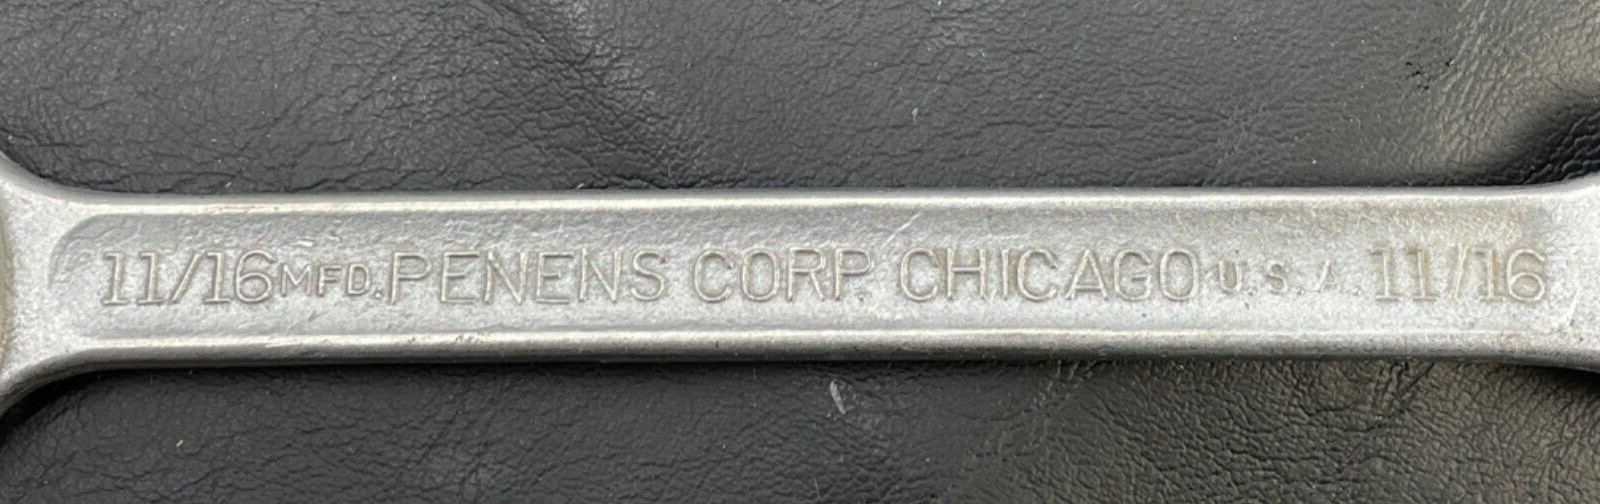 11/16 MFD. PENENS CORP CHICAGO U.S.A. 11/16